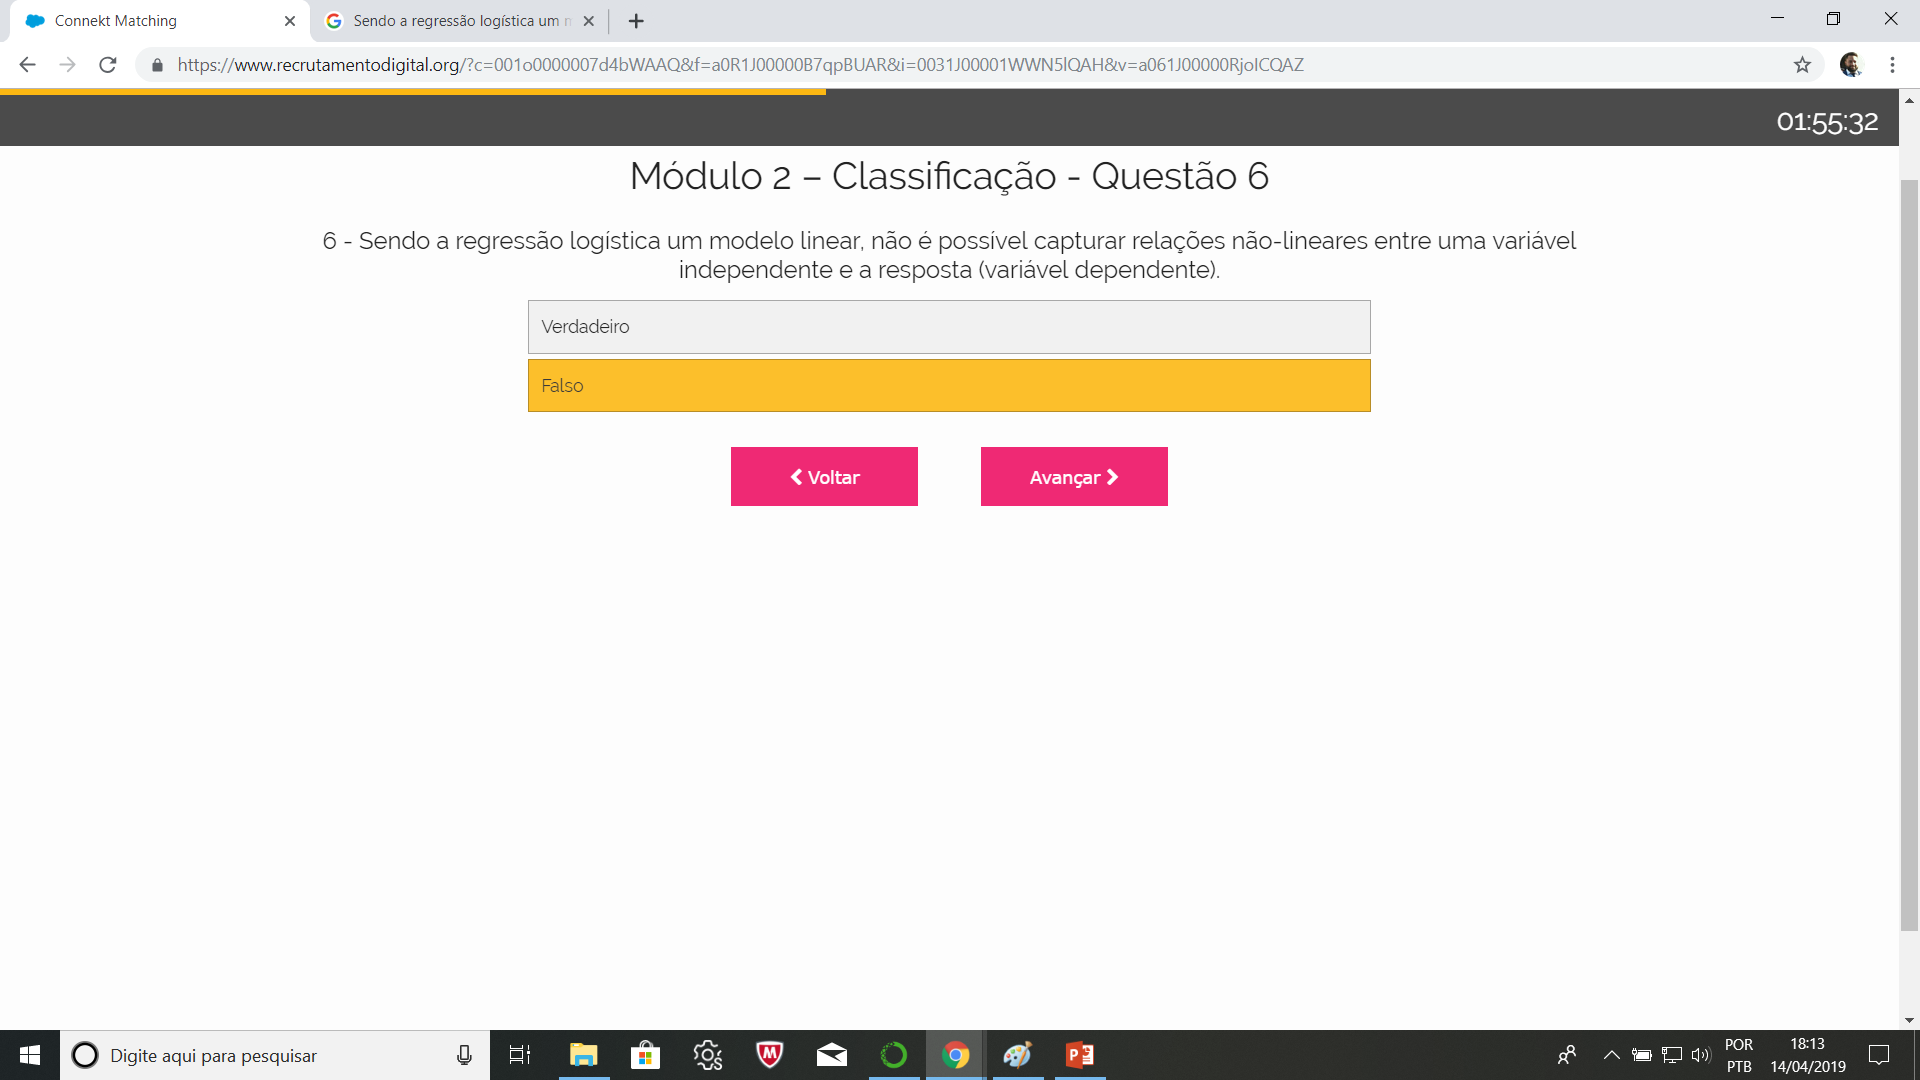 Connekt Matching
Sendo a regressão logística um m
https://www.recrutamentodigital.org/?c=001o0000007d4bWAAQ&f=a0R1J00000B7qpBUAR&i=0031J00001WWN5lQAH&v=a061J00000RjoICQAZ
01:55:32
Módulo 2 – Classificação - Questão 6
6 - Sendo a regressão logística um modelo linear, não é possível capturar relações não-lineares entre uma variável
independente e a resposta (variável dependente).
Verdadeiro
Falso
Voltar
Avançar
Digite aqui para pesquisar
POR
PTB
18:13
14/04/2019